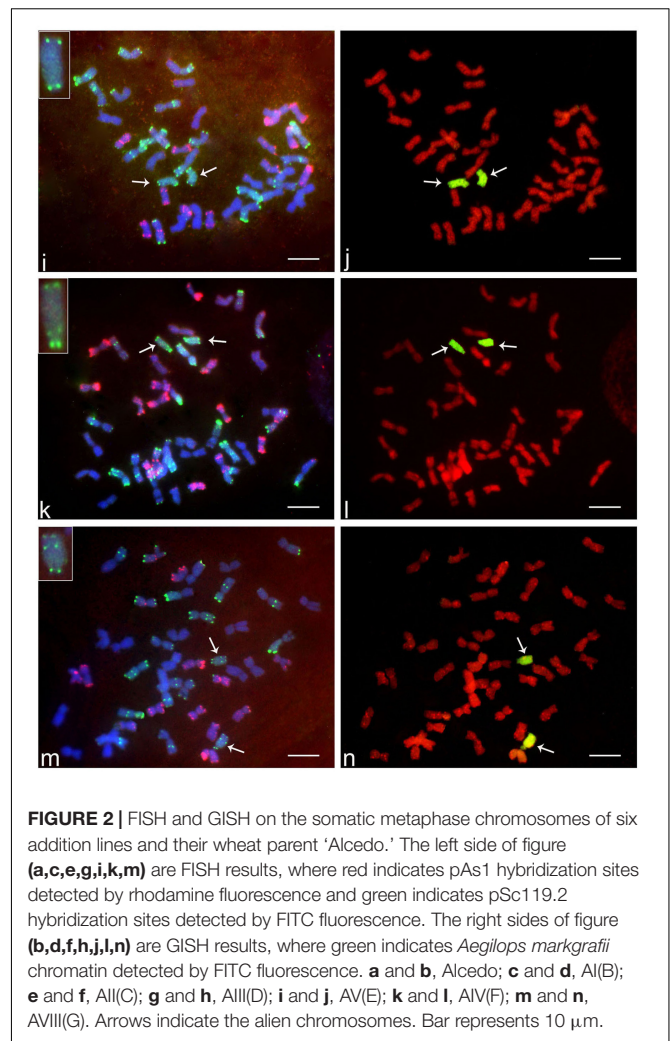 i
j
k
l
m
n
FIGURE 2 | FISH and GISH on the somatic metaphase chromosomes of six
addition lines and their wheat parent ‘Alcedo.’ The left side of figure
(a,c,e,g,i,k,m) are FISH results, where red indicates pAs1 hybridization sites
detected by rhodamine fluorescence and green indicates pSc119.2
hybridization sites detected by FITC fluorescence. The right sides of figure
(b,d,f,h,j,l,n) are GISH results, where green indicates Aegilops markgrafii
chromatin detected by FITC fluorescence. a and b, Alcedo; c and d, AI(B);
e and f, AII(C); g and h, AIII(D); i and j, AV(E); k and l, AIV(F); m and n,
AVIII(G). Arrows indicate the alien chromosomes. Bar represents 10 μm.